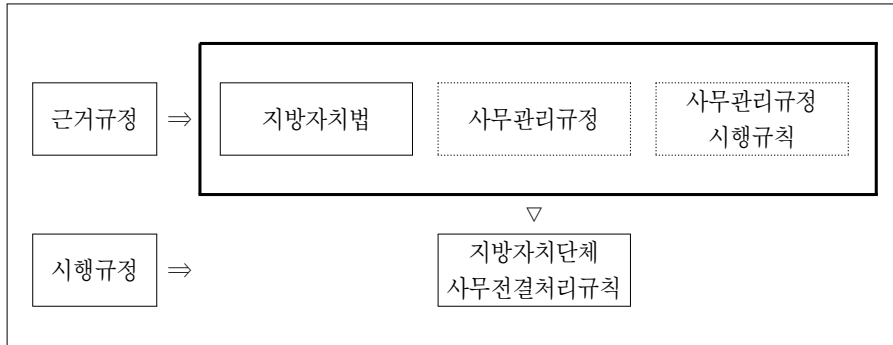 근거규정 ⇒ 지방자치법 사무관리규정 사무관리규정
시행규칙
▽
시행규정 ⇒ 지방자치단체
사무전결처리규칙